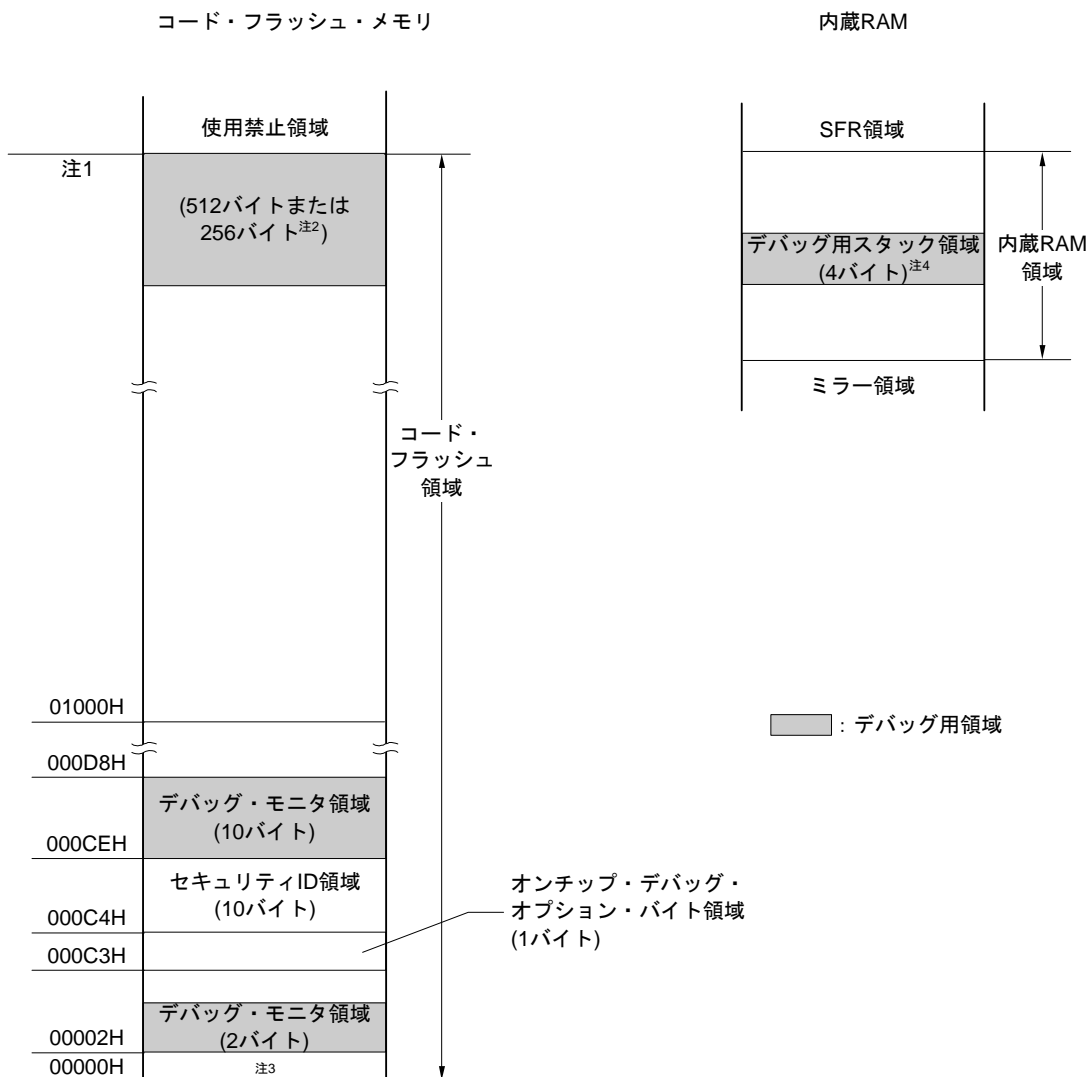 コード・フラッシュ・メモリ
内蔵RAM
使用禁止領域
注1
(512バイトまたは
256バイト注2)
コード・
フラッシュ
領域
01000H
000D8H
デバッグ・モニタ領域
(10バイト)
000CEH
セキュリティID領域
(10バイト)
000C4H
000C3H
オンチップ・デバッグ・
オプション・バイト領域
(1バイト)
デバッグ・モニタ領域
(2バイト)
00002H
00000H
注3
SFR領域
デバッグ用スタック領域
(4バイト)注4
内蔵RAM
領域
ミラー領域
: デバッグ用領域